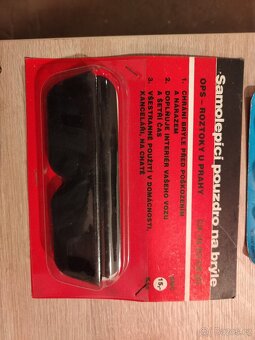 Samolepicí pouzdro na brýle
OPS - ROZTOKY U PRAHY
1. CHRÁNÍ BRÝLE PŘED POŠKOZENÍM
A NÁRAZEM
2. DOPLŇUJE INTERIÉR VAŠEHO VOZU
A ŠETŘÍ ČAS
3. VŠESTRANNÉ POUŽITÍ V DOMÁCNOSTI,
KANCELÁŘI, NA CHATĚ
15,-